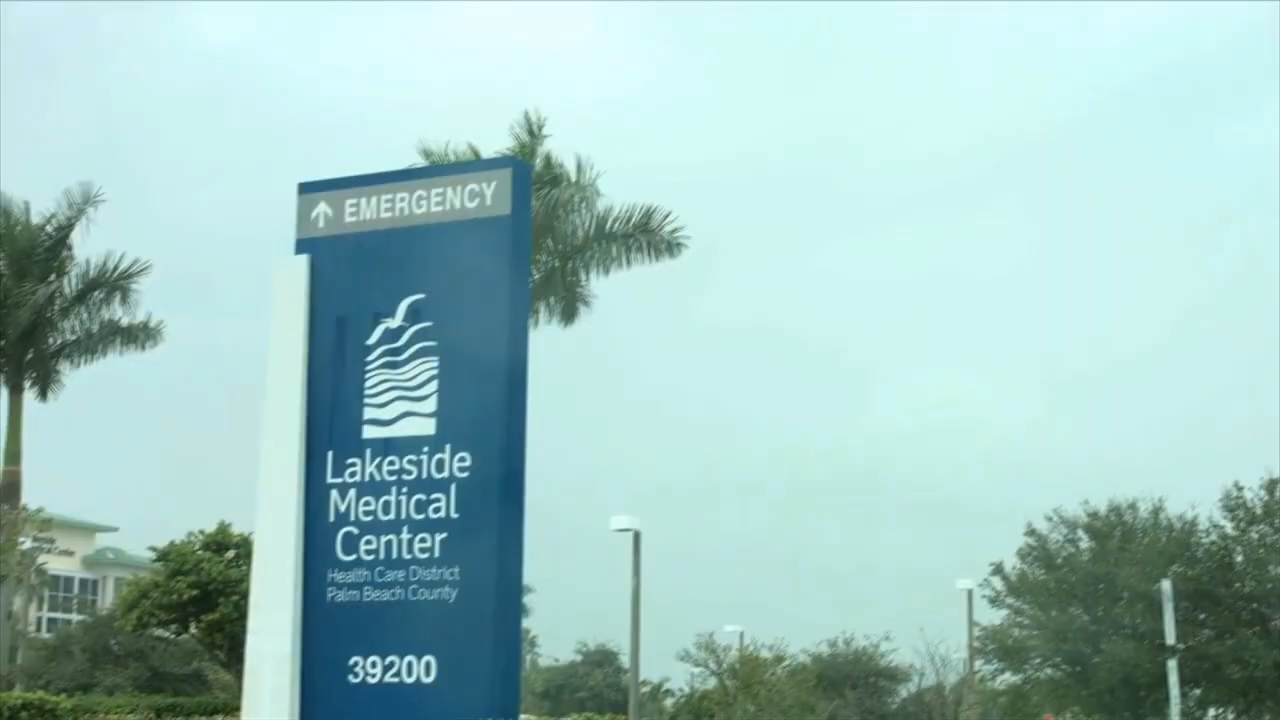 EMERGENCY
Lakeside
Medical
Center
Health Care District
Palm Beach County
39200